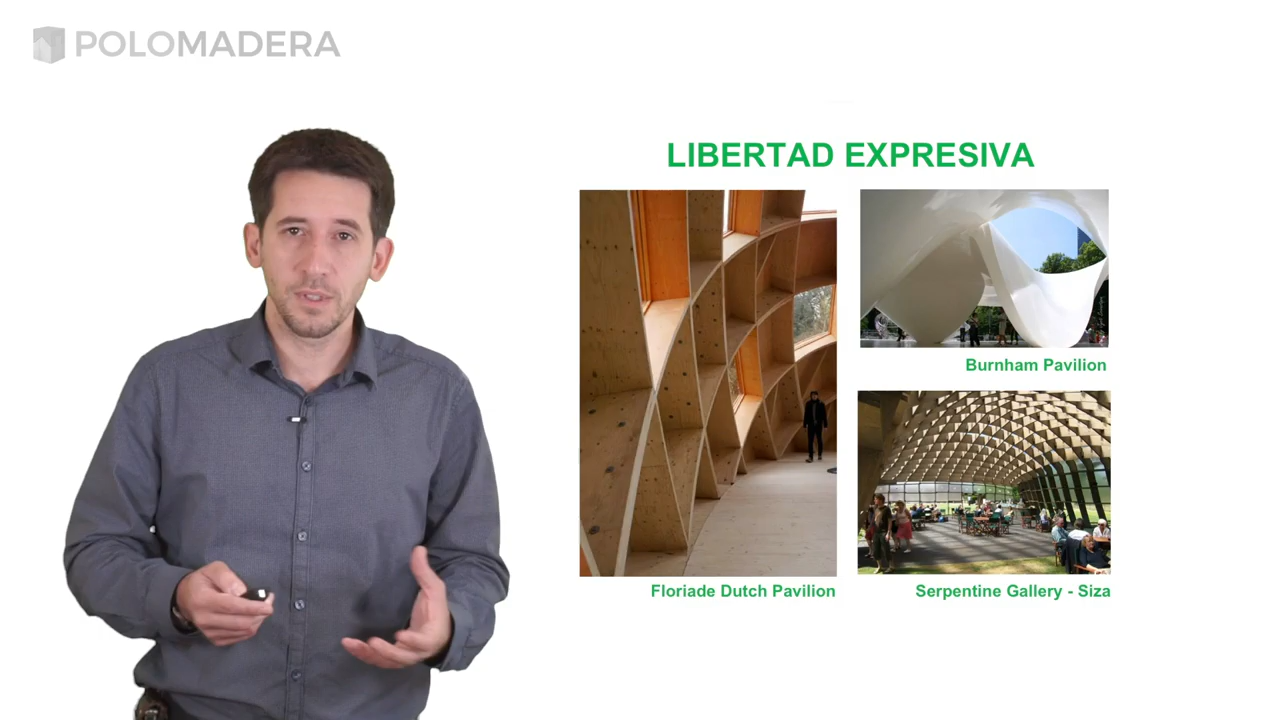 POLOMADERA
LIBERTAD EXPRESIVA
Burnham Pavilion
Floriade Dutch Pavilion
Serpentine Gallery - Siza